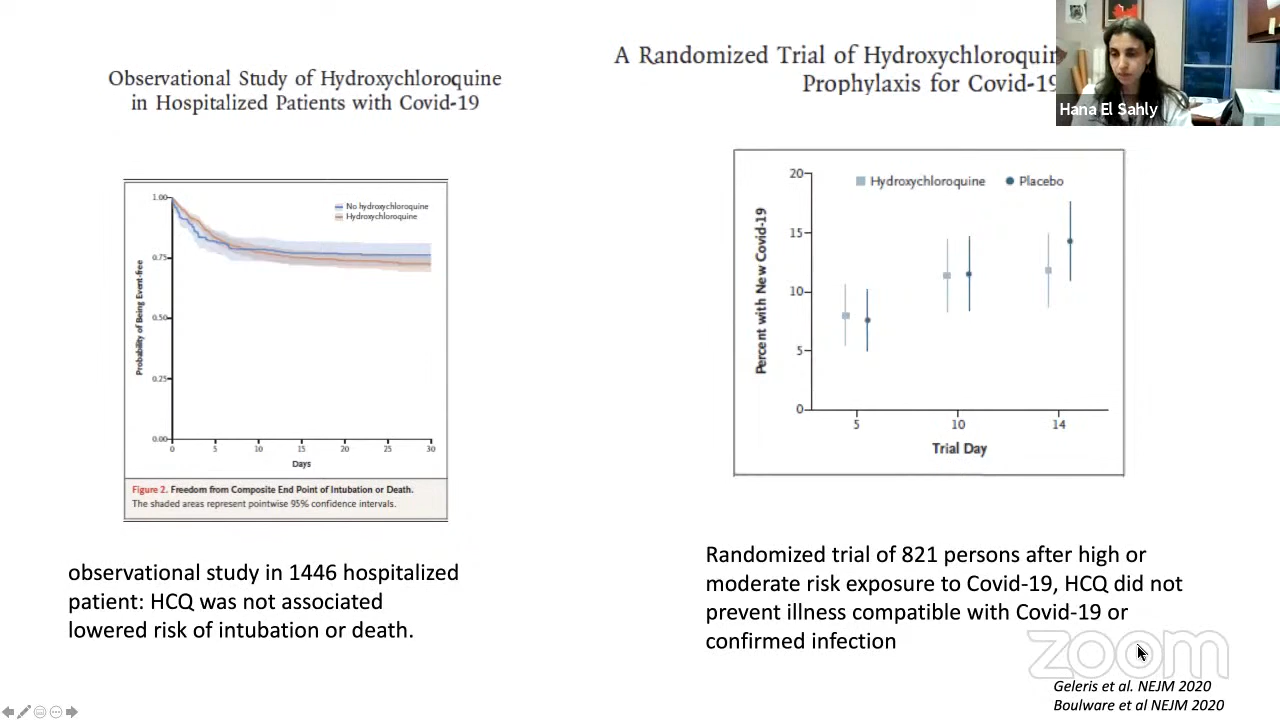 Observational Study of Hydroxychloroquine
in Hospitalized Patients with Covid-19
1.00
0.75
0.50
0.25
0.00
Probability of Being Event-free
No hydroxychloroquine
Hydroxychloroquine
0 5 10 15 20 25 30
Days
Figure 2. Freedom from Composite End Point of Intubation or Death.
The shaded areas represent pointwise 95% confidence intervals.
observational study in 1446 hospitalized
patient: HCQ was not associated
lowered risk of intubation or death.
A Randomized Trial of Hydroxychloroquin
Prophylaxis for Covid-19
Hana El Sahly
20
15
10
5
0
Percent with New Covid-19
Hydroxychloroquine Placebo
5 10 14
Trial Day
Randomized trial of 821 persons after high or
moderate risk exposure to Covid-19, HCQ did not
prevent illness compatible with Covid-19 or
confirmed infection
zoom
Geleris et al. NEJM 2020
Boulware et al NEJM 2020